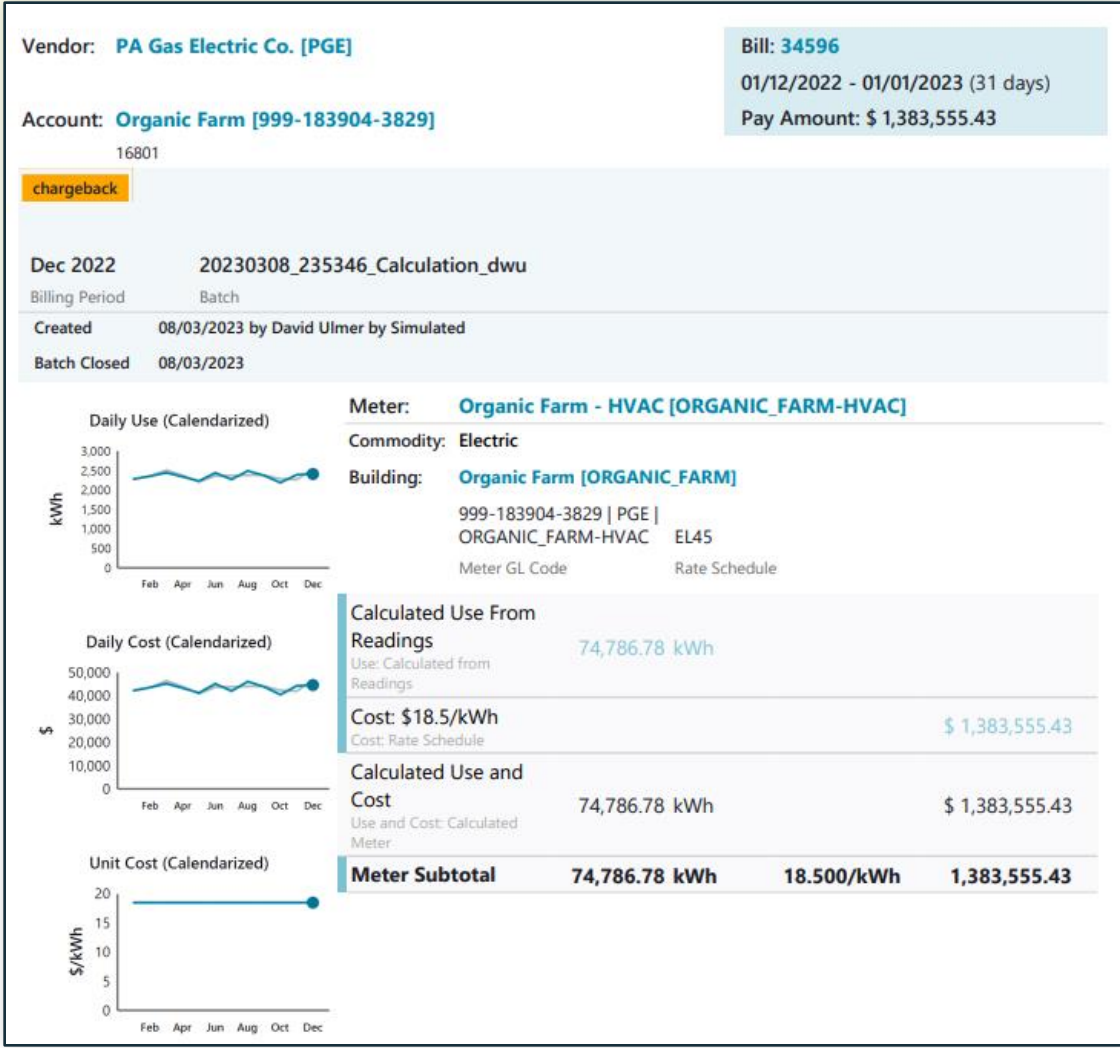 Vendor: PA Gas Electric Co. [PGE]
Bill: 34596
01/12/2022 - 01/01/2023 (31 days)
Pay Amount: $ 1,383,555.43
Account: Organic Farm [999-183904-3829]
16801
chargeback
Dec 2022 20230308_235346_Calculation_dwu
Billing Period Batch
Created 08/03/2023 by David Ulmer by Simulated
Batch Closed 08/03/2023
Daily Use (Calendarized)
kWh
3,000
2,500
2,000
1,500
1,000
500
0
Feb Apr Jun Aug Oct Dec
Daily Cost (Calendarized)
$
50,000
40,000
30,000
20,000
10,000
0
Feb Apr Jun Aug Oct Dec
Unit Cost (Calendarized)
$/kWh
20
15
10
5
0
Feb Apr Jun Aug Oct Dec
Meter: Organic Farm - HVAC [ORGANIC_FARM-HVAC]
Commodity: Electric
Building: Organic Farm [ORGANIC_FARM]
999-183904-3829 | PGE |
ORGANIC_FARM-HVAC EL45
Meter GL Code Rate Schedule
Calculated Use From
Readings 74,786.78 kWh
Use: Calculated from
Readings
Cost: $18.5/kWh $ 1,383,555.43
Cost: Rate Schedule
Calculated Use and
Cost 74,786.78 kWh $ 1,383,555.43
Use and Cost: Calculated
Meter
Meter Subtotal 74,786.78 kWh 18.500/kWh 1,383,555.43